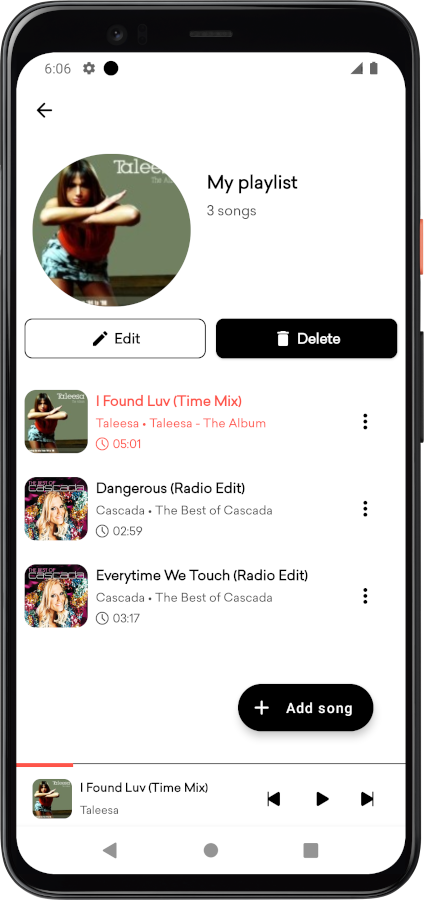 6:06
Taleesa
The Al
My playlist
3 songs
Edit
Delete
Taleesa
I Found Luv (Time Mix)
Taleesa • Taleesa - The Album
05:01
THE BEST OF
cascada
Dangerous (Radio Edit)
Cascada • The Best of Cascada
02:59
THE BEST OF
cascada
Everytime We Touch (Radio Edit)
Cascada • The Best of Cascada
03:17
Add song
I Found Luv (Time Mix)
Taleesa